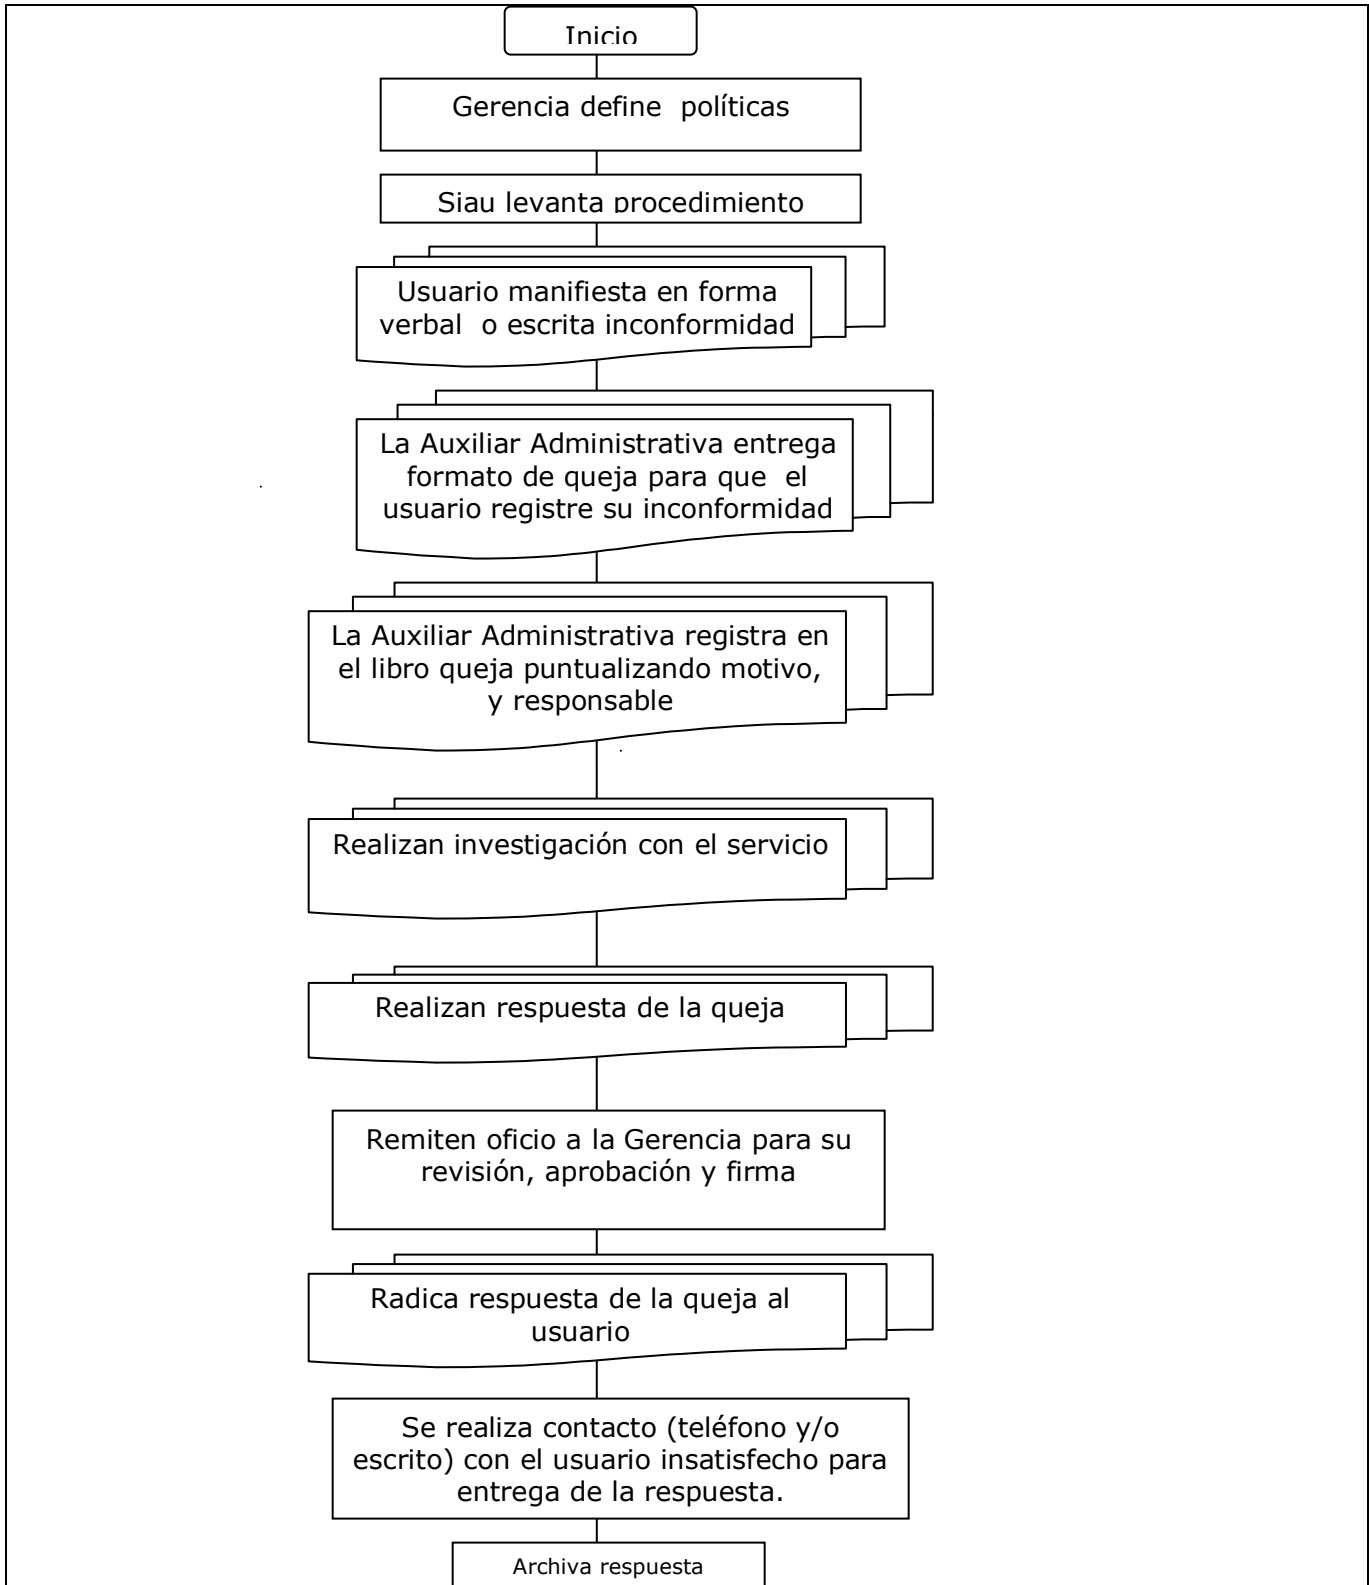 Inicio
Gerencia define  políticas
Siau levanta procedimiento
Usuario manifiesta en forma
verbal  o escrita inconformidad
La Auxiliar Administrativa entrega
formato de queja para que  el
usuario registre su inconformidad
La Auxiliar Administrativa registra en
el libro queja puntualizando motivo,
y responsable
Realizan investigación con el servicio
Realizan respuesta de la queja
Remiten oficio a la Gerencia para su
revisión, aprobación y firma
Radica respuesta de la queja al
usuario
Se realiza contacto (teléfono y/o
escrito) con el usuario insatisfecho para
entrega de la respuesta.
Archiva respuesta